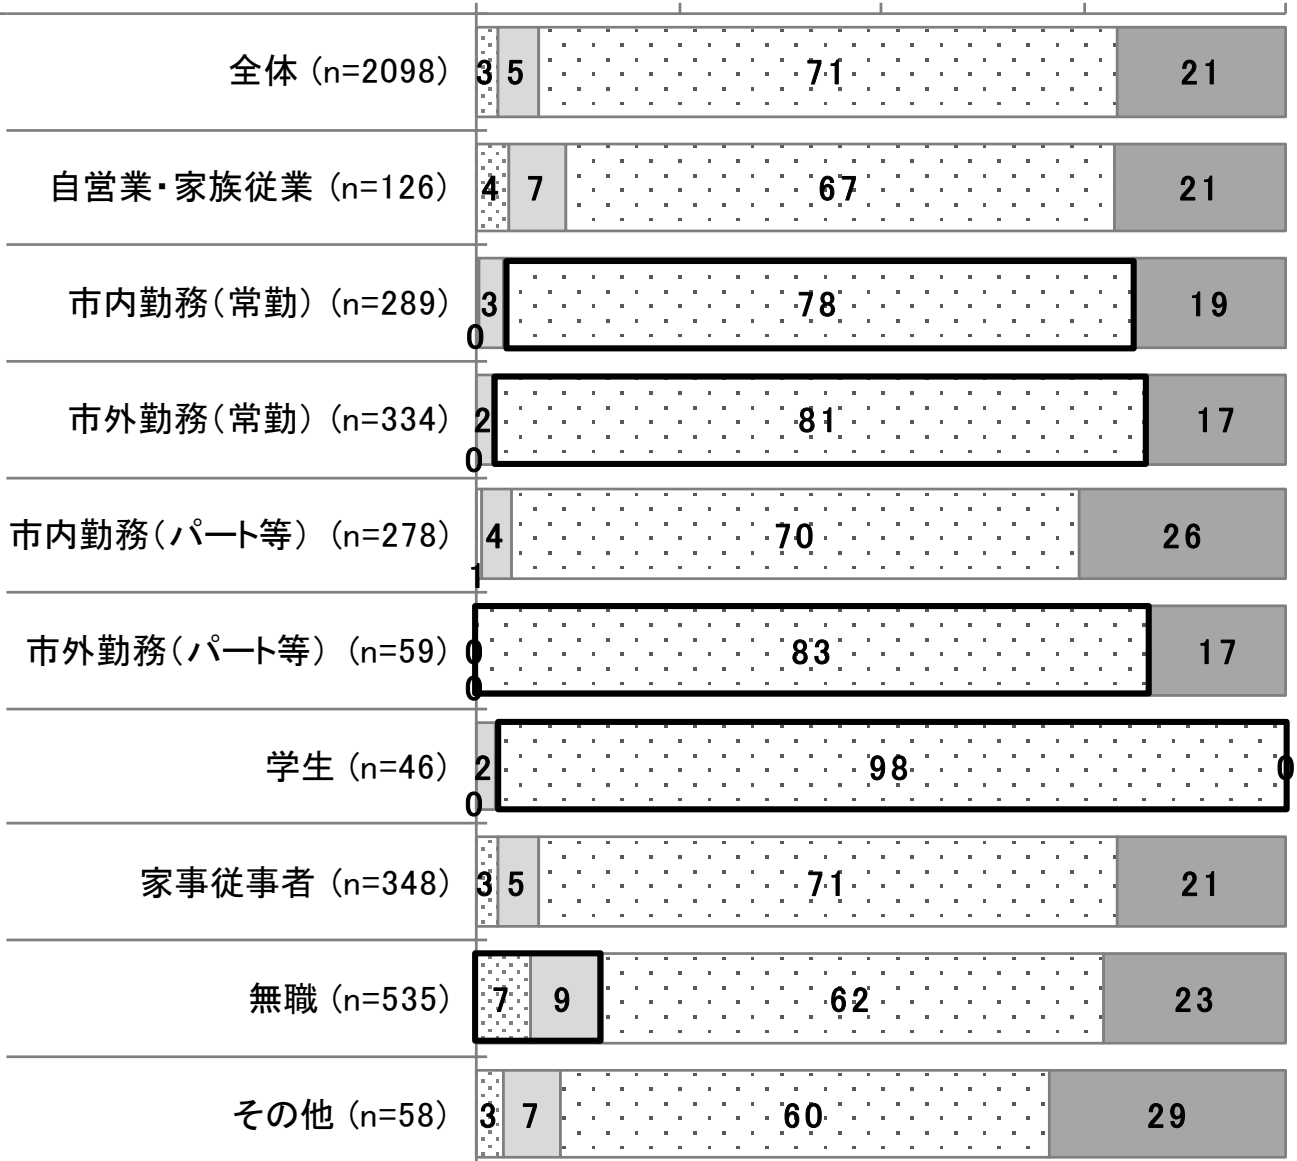 全体 (n=2098) 3 5 71 21
自営業・家族従業 (n=126) 4 7 67 21
市内勤務(常勤) (n=289) 0 3 78 19
市外勤務(常勤) (n=334) 0 2 81 17
市内勤務(パート等) (n=278) 1 4 70 26
市外勤務(パート等) (n=59) 0 0 83 17
学生 (n=46) 0 2 98 0
家事従事者 (n=348) 3 5 71 21
無職 (n=535) 7 9 62 23
その他 (n=58) 3 7 60 29